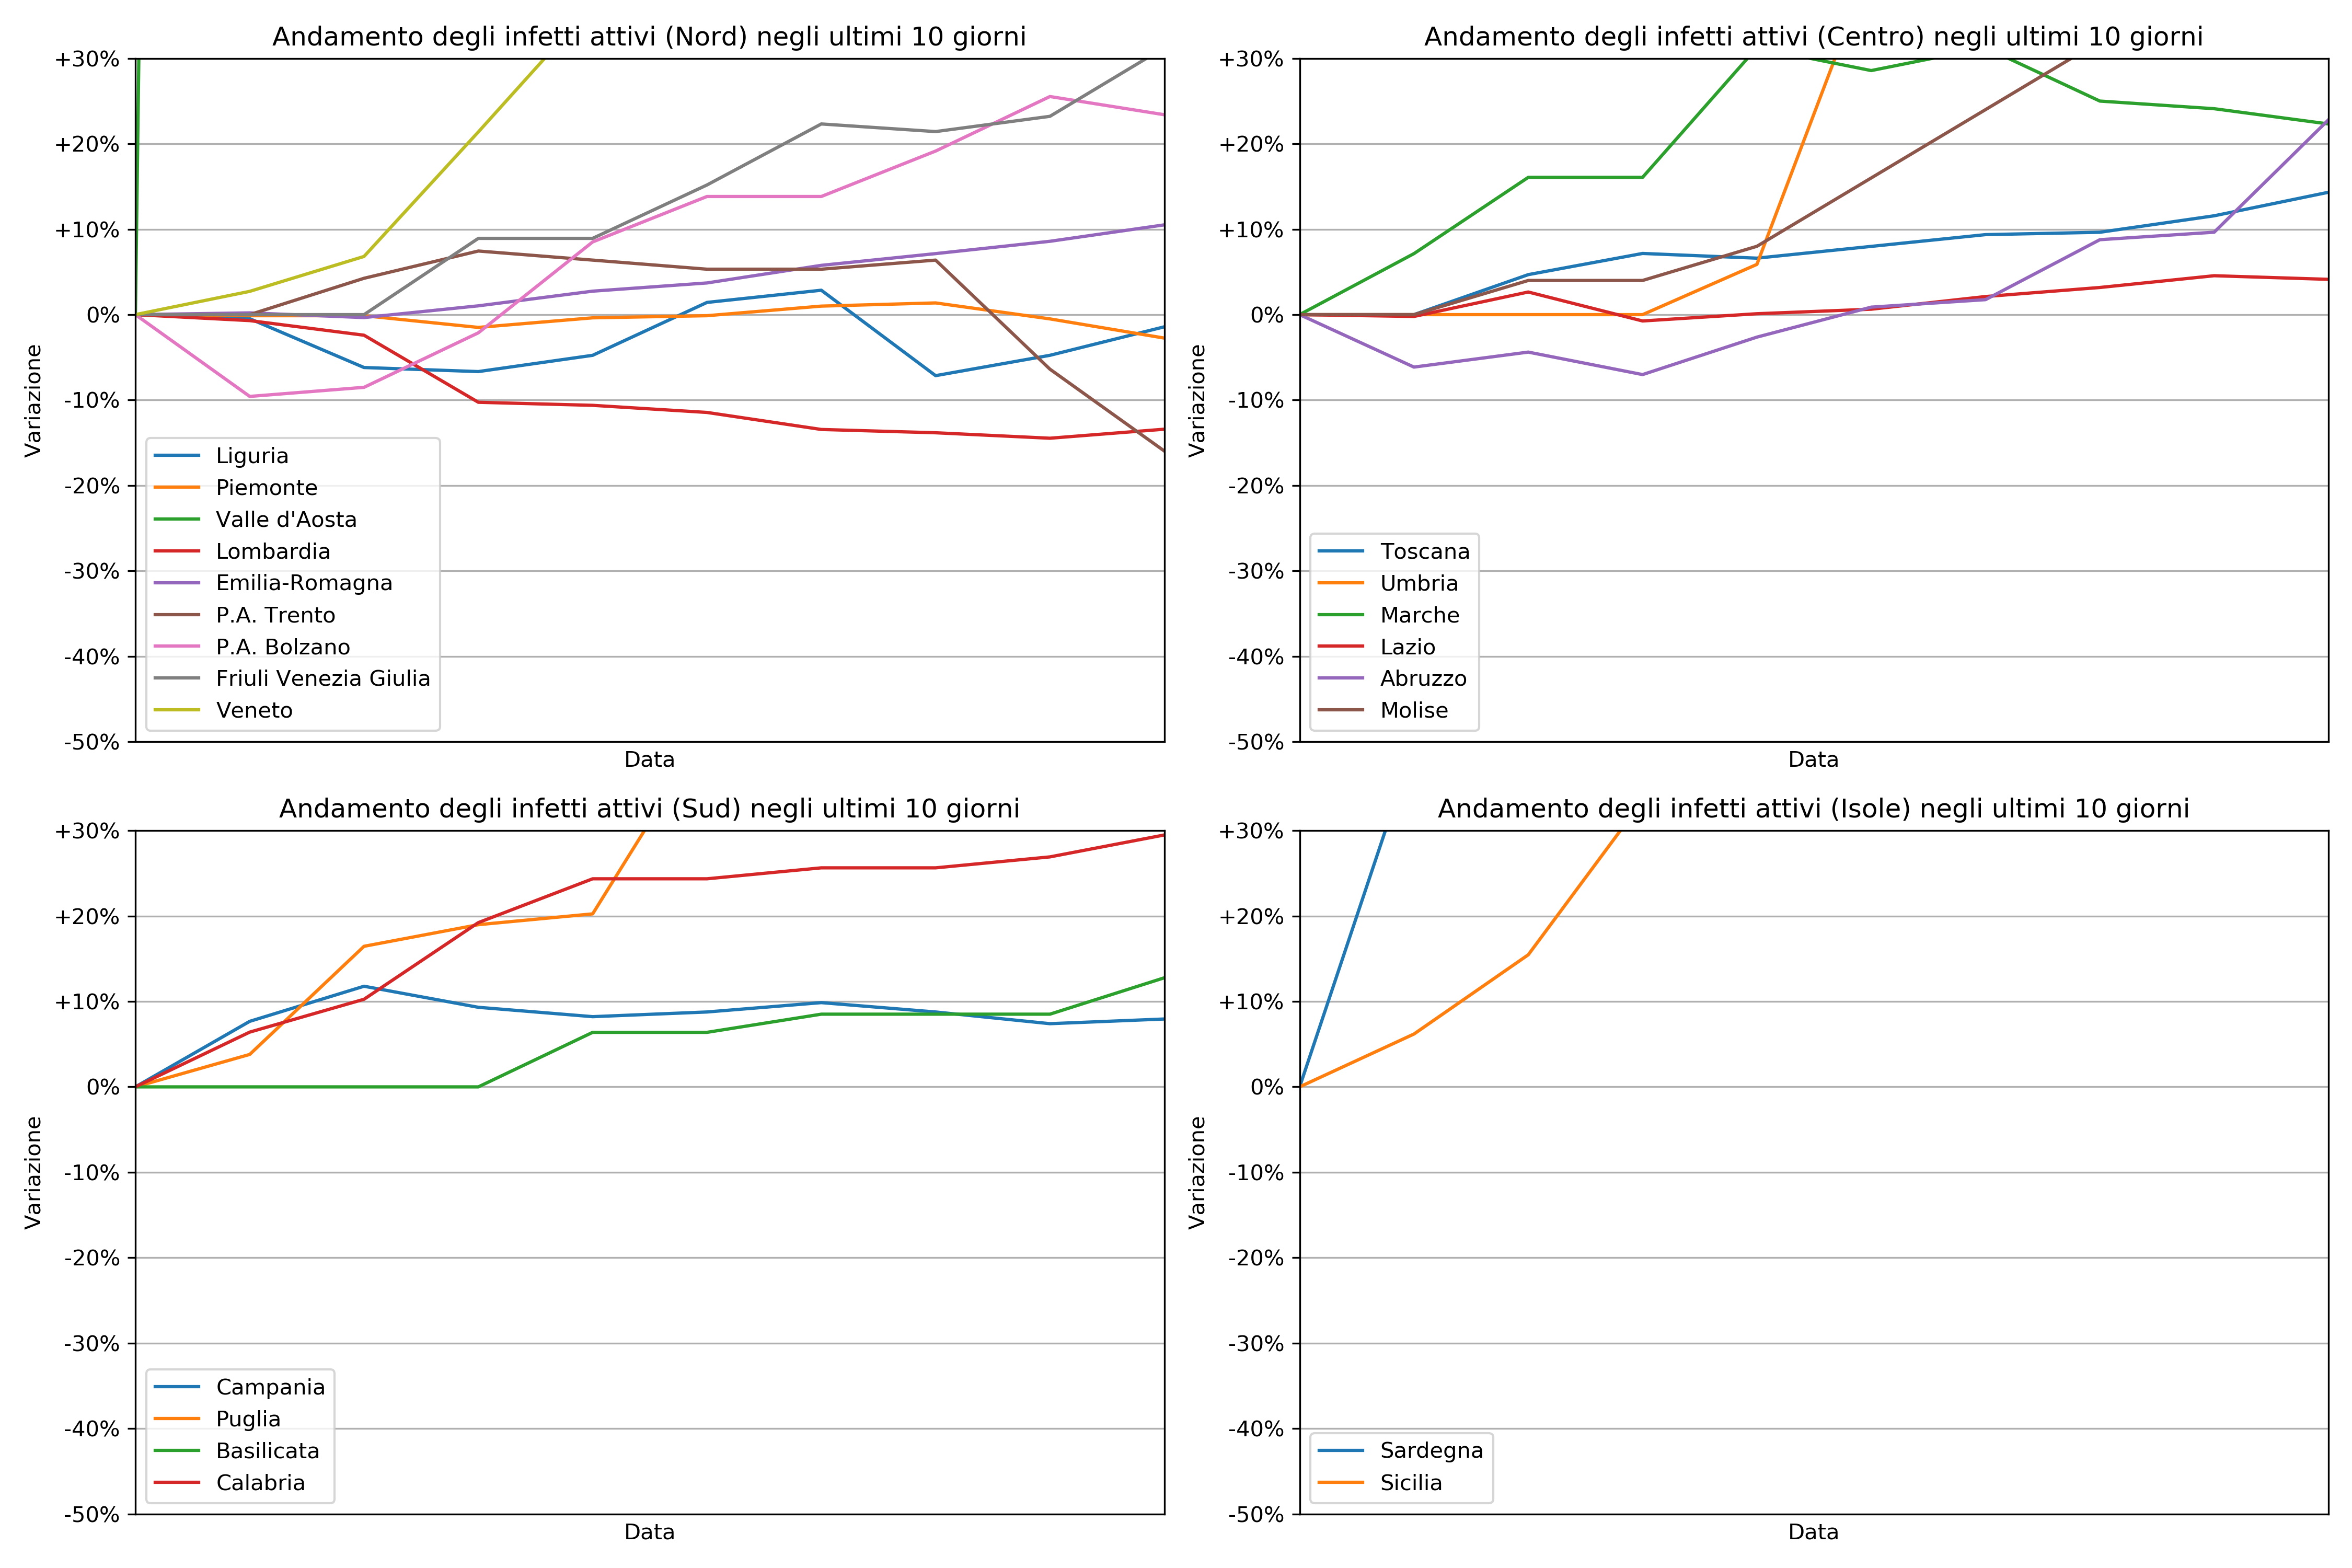 Andamento degli infetti attivi (Nord) negli ultimi 10 giorni
+30%
+20%
+10%
0%
-10%
-20%
-30%
-40%
-50%
Variazione
Liguria
Piemonte
Valle d'Aosta
Lombardia
Emilia-Romagna
P.A. Trento
P.A. Bolzano
Friuli Venezia Giulia
Veneto
Data
Andamento degli infetti attivi (Centro) negli ultimi 10 giorni
+30%
+20%
+10%
0%
-10%
-20%
-30%
-40%
-50%
Variazione
Toscana
Umbria
Marche
Lazio
Abruzzo
Molise
Data
Andamento degli infetti attivi (Sud) negli ultimi 10 giorni
+30%
+20%
+10%
0%
-10%
-20%
-30%
-40%
-50%
Variazione
Campania
Puglia
Basilicata
Calabria
Data
Andamento degli infetti attivi (Isole) negli ultimi 10 giorni
+30%
+20%
+10%
0%
-10%
-20%
-30%
-40%
-50%
Variazione
Sardegna
Sicilia
Data